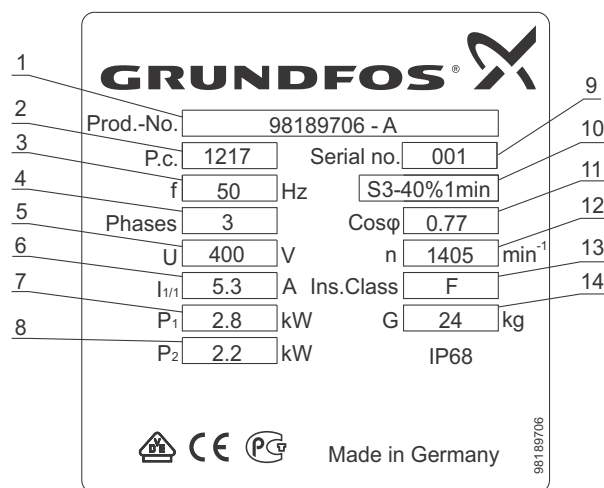 GRUNDFOS®
1
Prod.-No. 98189706 - A
2
P.c. 1217
Serial no. 001
9
3
f 50 Hz
S3-40%1min
10
4
Phases 3
Cosφ 0.77
11
5
U 400 V
n 1405 min⁻¹
12
6
I1/1 5.3 A
Ins.Class F
13
7
P1 2.8 kW
G 24 kg
14
8
P2 2.2 kW
IP68
VDE
CE
PG
Made in Germany
98189706